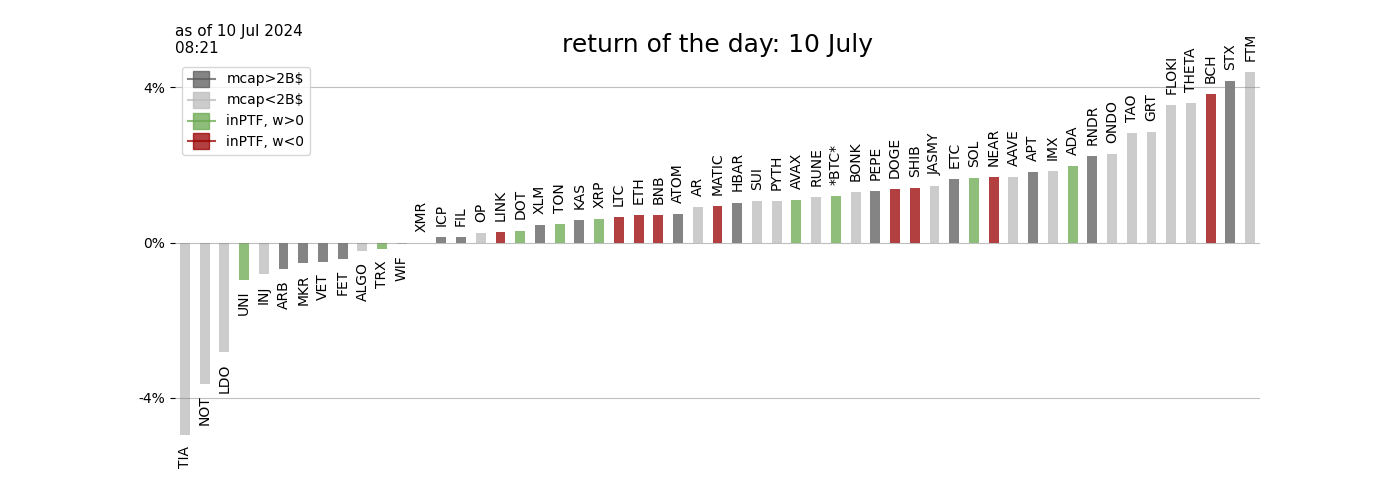 as of 10 Jul 2024
08:21
return of the day: 10 July
mcap>2B$
mcap<2B$
inPTF, w>0
inPTF, w<0
4%
0%
-4%
TIA
NOT
LDO
UNI
INJ
ARB
MKR
VET
FET
ALGO
TRX
WIF
XMR
ICP
FIL
OP
LINK
DOT
XLM
TON
KAS
XRP
LTC
ETH
BNB
ATOM
AR
MATIC
HBAR
SUI
PYTH
AVAX
RUNE
*BTC*
BONK
PEPE
DOGE
SHIB
JASMY
ETC
SOL
NEAR
AAVE
APT
IMX
ADA
RNDR
ONDO
TAO
GRT
FLOKI
THETA
BCH
STX
FTM